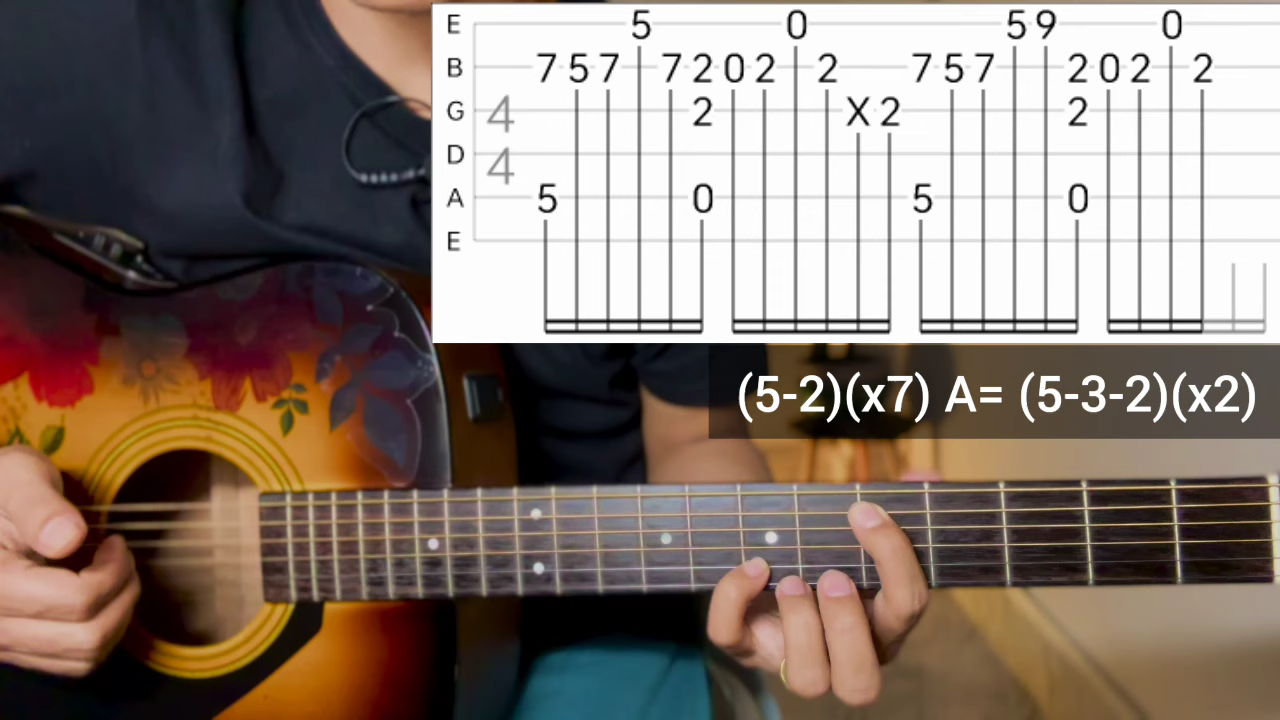 E 5 0 5 9 0
B 7 5 7 7 2 0 2 2 7 5 7 2 0 2 2
G 4 2 X 2 2
D 4
A 5 0 5 0
E
(5-2)(x7) A= (5-3-2)(x2)